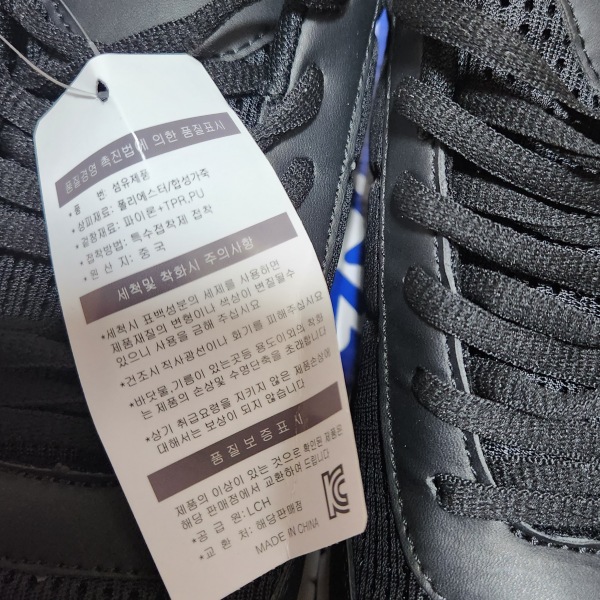 품질경영 촉진법에 의한 품질표시
*품 번: 섬유제품
*상피재료: 폴리에스터/합성가죽
*겉창재료: 파이론+TPR,PU
*접착방법: 특수접착제 접착
*원 산 지: 중 국
세척및 착화시 주의사항
*세척시 표백성분의 세제를 사용하면
제품재질의 변형이나 색상이 변질될수
있으니 사용을 금해 주십시요
*건조시 직사광선이나 화기를 피해주십시요
*바닷물,기름이 있는곳등 용도이외의 착화
는 제품의 손상및 수명단축을 초래합니다
*상기 취급요령을 지키지 않은 제품손상에
대해서는 보상이 되지 않습니다
품 질 보 증 표 시
제품의 이상이 있는 것으로 확인된 제품은
해당 판매점에서 교환하여 드립니다
*공 급 원: LCH
*교 환 처: 해당판매점
MADE IN CHINA